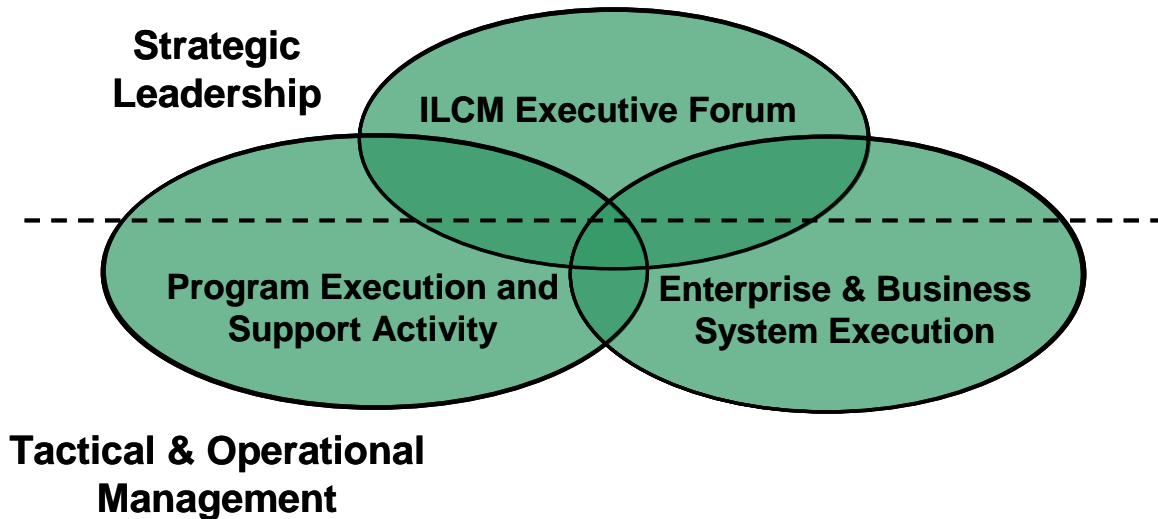 Strategic
Leadership
ILCM Executive Forum
Program Execution and
Support Activity
Enterprise & Business
System Execution
Tactical & Operational
Management